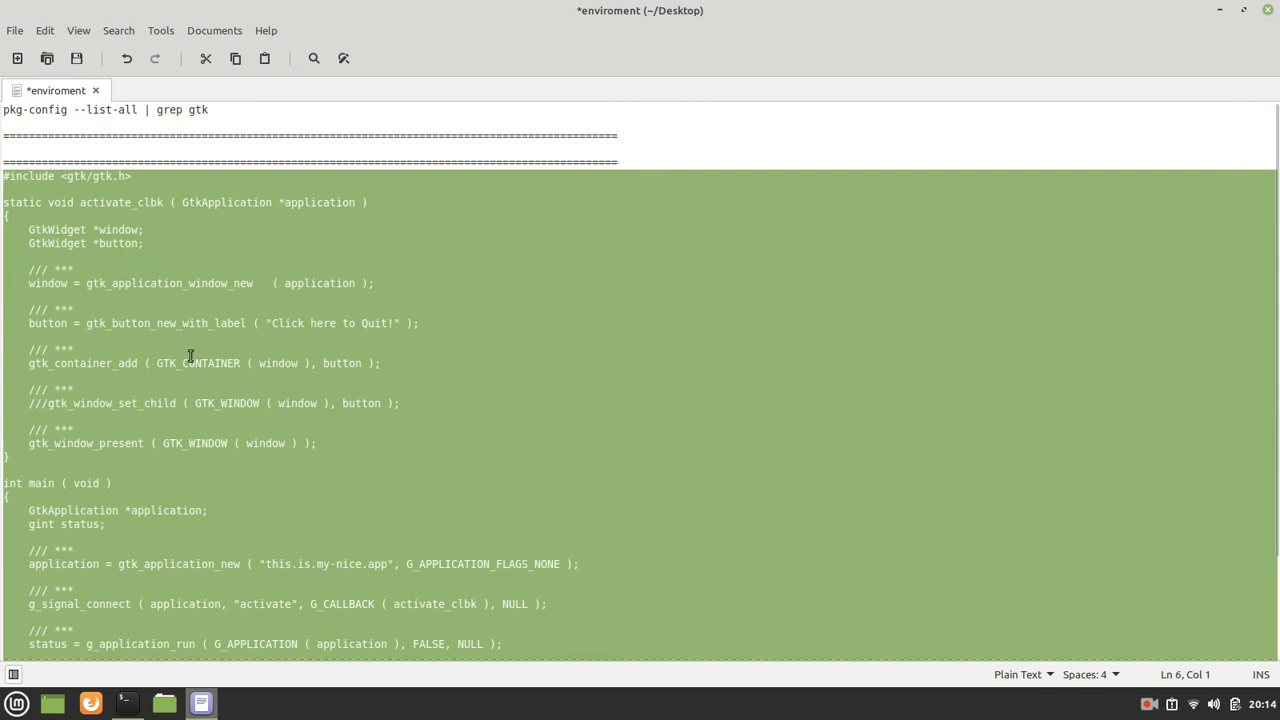 *enviroment (~/Desktop)
File Edit View Search Tools Documents Help
*enviroment
pkg-config --list-all | grep gtk
================================================================================================
================================================================================================
#include <gtk/gtk.h>
static void activate_clbk ( GtkApplication *application )
{
    GtkWidget *window;
    GtkWidget *button;
    /// ***
    window = gtk_application_window_new   ( application );
    /// ***
    button = gtk_button_new_with_label ( "Click here to Quit!" );
    /// ***
    gtk_container_add ( GTK_CONTAINER ( window ), button );
    /// ***
    ///gtk_window_set_child ( GTK_WINDOW ( window ), button );
    /// ***
    gtk_window_present ( GTK_WINDOW ( window ) );
}
int main ( void )
{
    GtkApplication *application;
    gint status;
    /// ***
    application = gtk_application_new ( "this.is.my-nice.app", G_APPLICATION_FLAGS_NONE );
    /// ***
    g_signal_connect ( application, "activate", G_CALLBACK ( activate_clbk ), NULL );
    /// ***
    status = g_application_run ( G_APPLICATION ( application ), FALSE, NULL );
Plain Text Spaces: 4 Ln 6, Col 1 INS
20:14